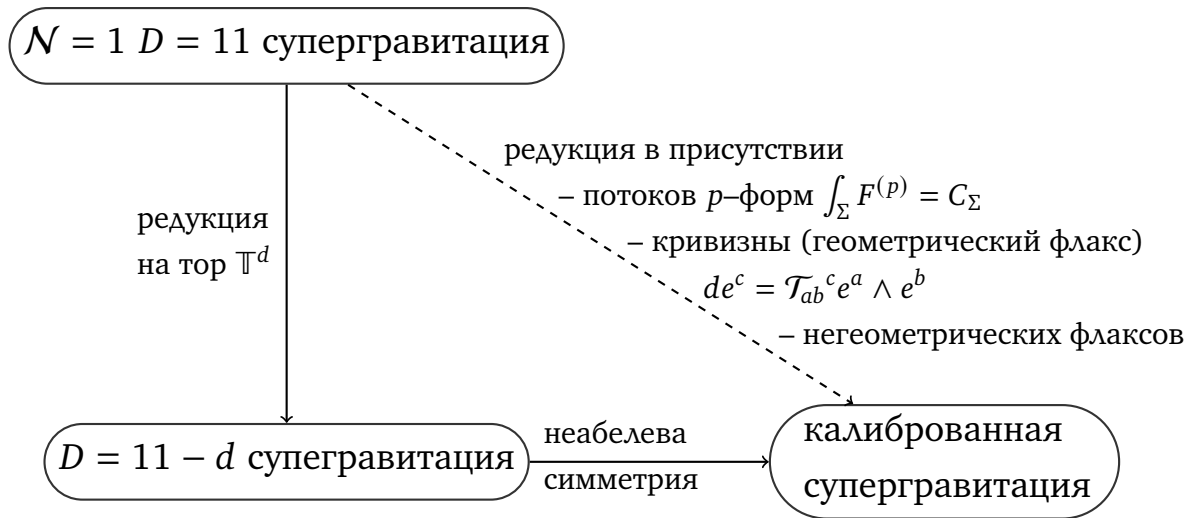 𝒩 = 1 D = 11 супергравитация
редукция в присутствии
– потоков p–форм ∫_Σ F^(p) = C_Σ
– кривизны (геометрический флакс)
de^c = 𝒯_ab^c e^a ∧ e^b
– негеометрических флаксов
редукция
на тор 𝕋^d
D = 11 − d супегравитация
неабелева
симметрия
калиброванная
супергравитация